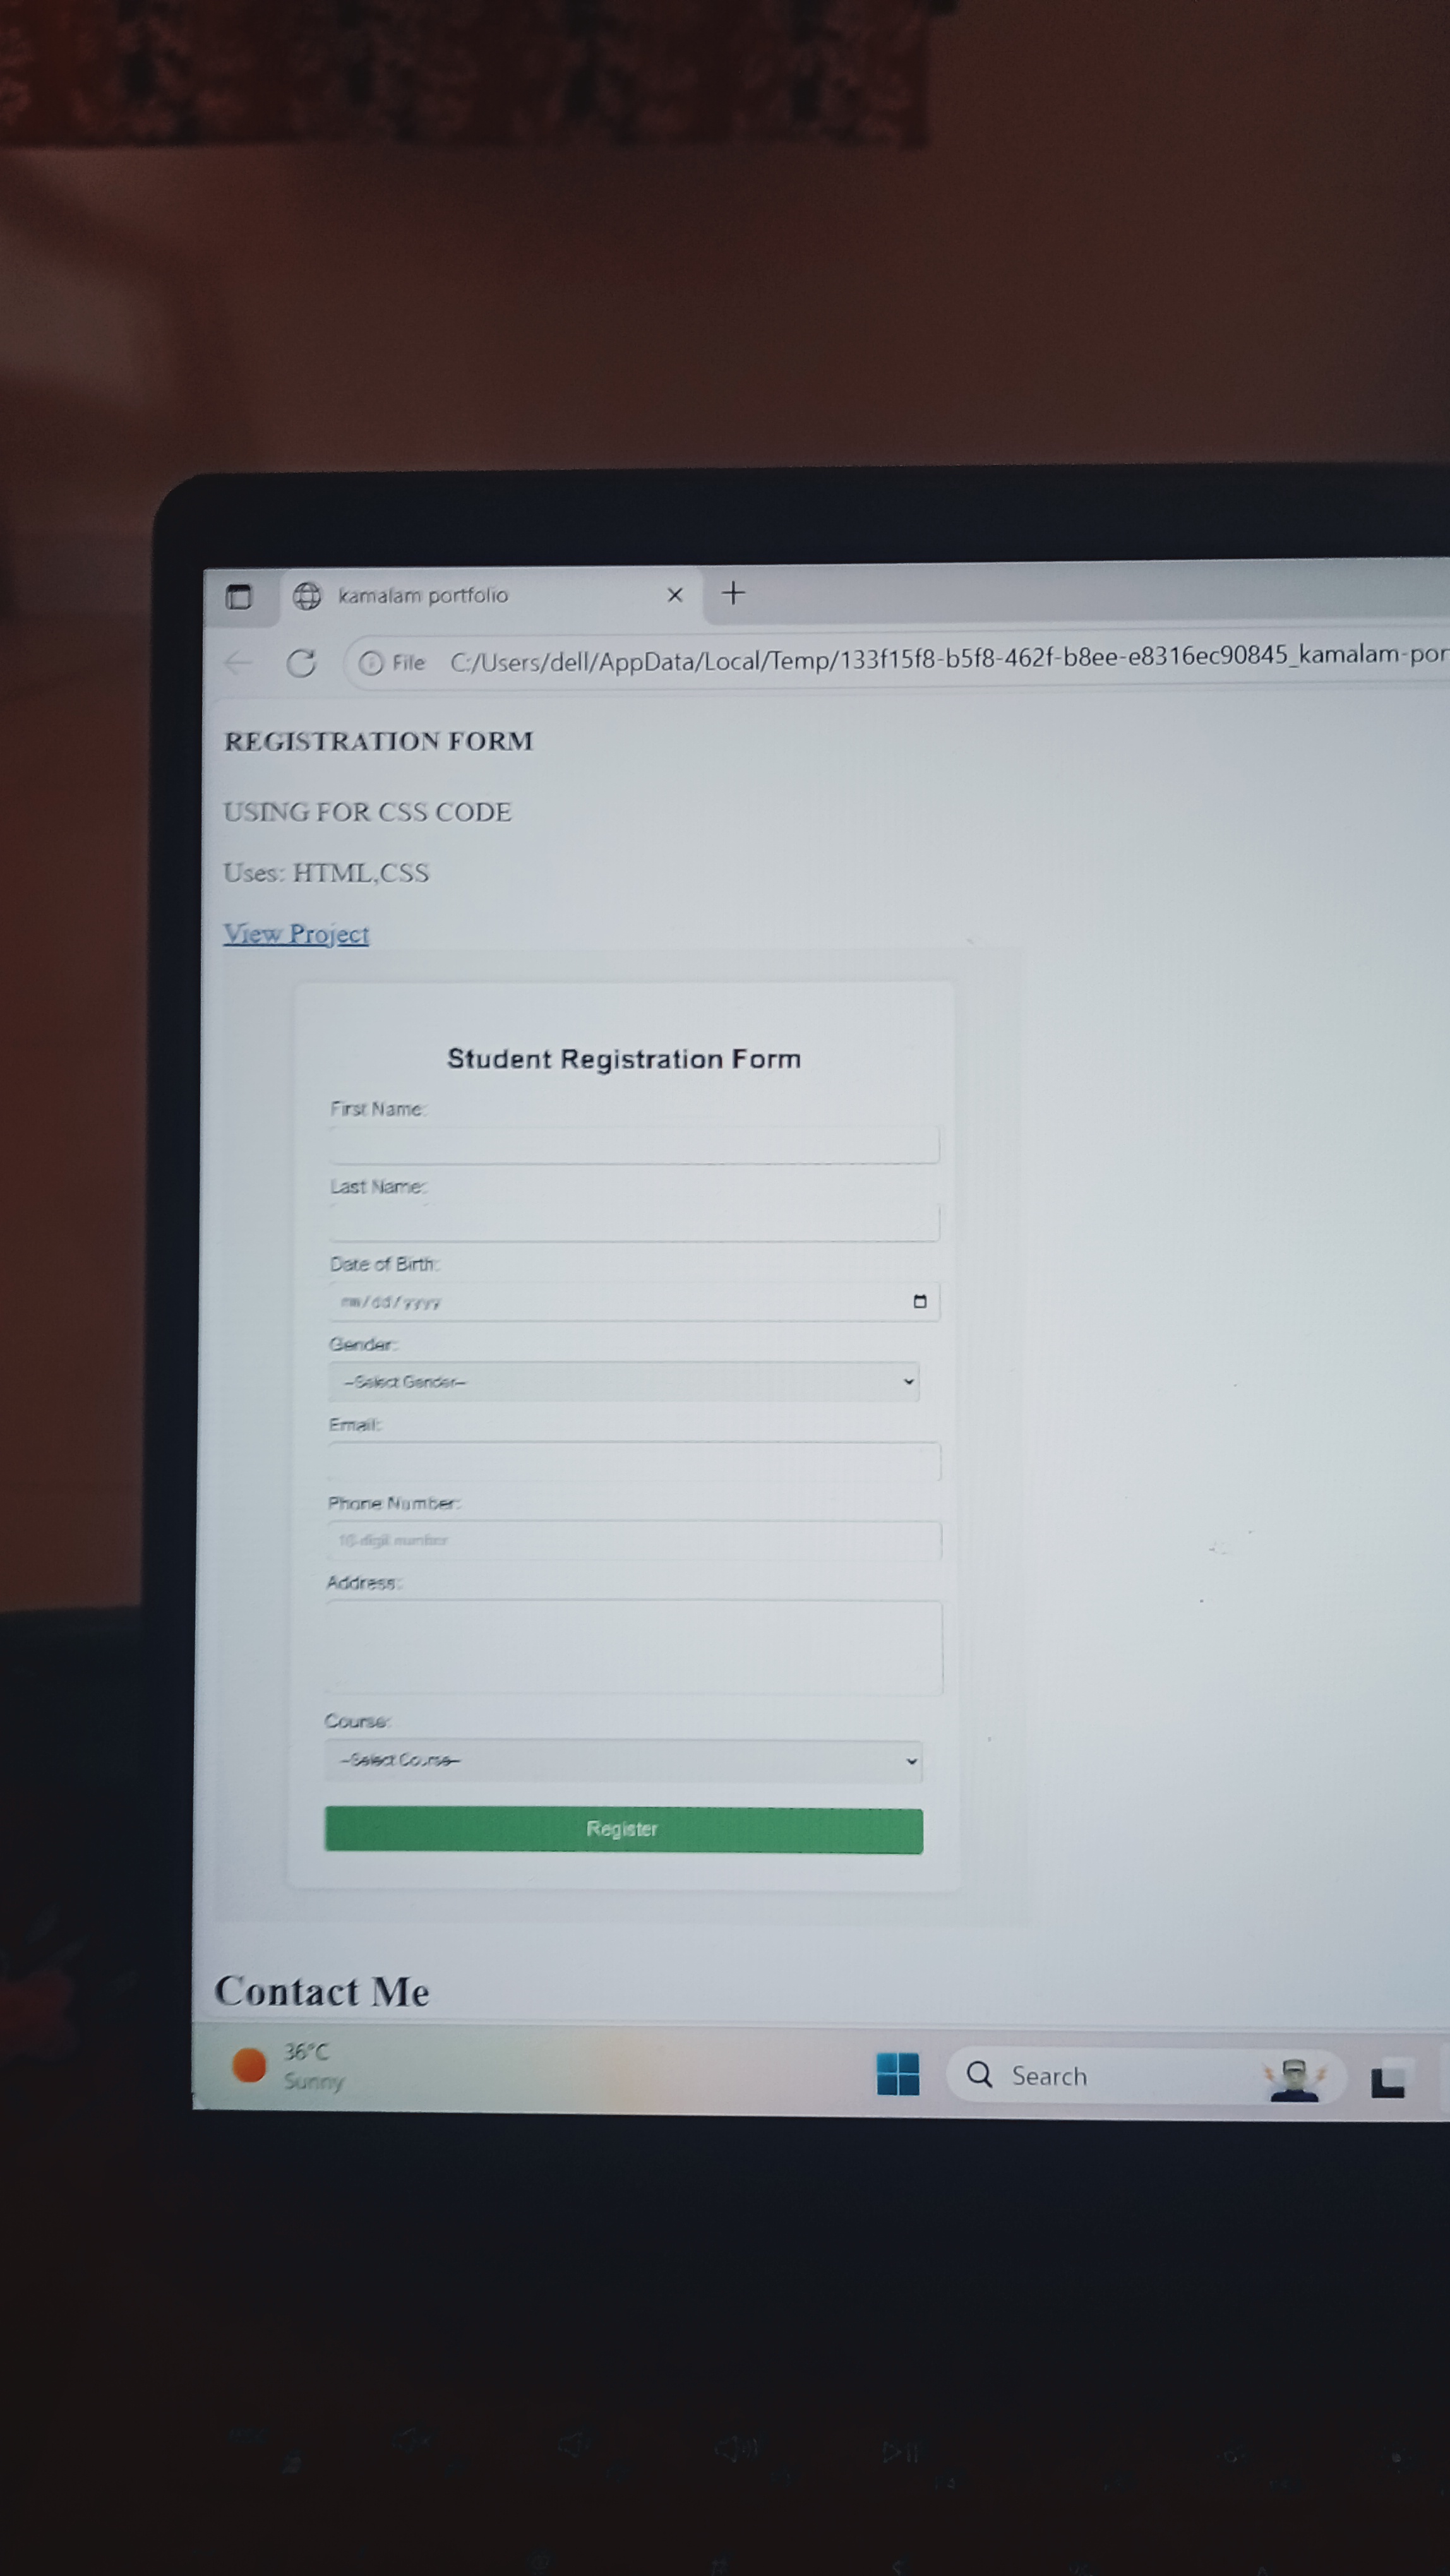 kamalam portfolio
File C:/Users/dell/AppData/Local/Temp/133f15f8-b5f8-462f-b8ee-e8316ec90845_kamalam-por
REGISTRATION FORM
USING FOR CSS CODE
Uses: HTML,CSS
View Project
Student Registration Form
First Name:
Last Name:
Date of Birth:
mm/dd/yyyy
Gender:
--Select Gender--
Email:
Phone Number:
10-digit number
Address:
Course:
--Select Course--
Register
Contact Me
36°C
Sunny
Search